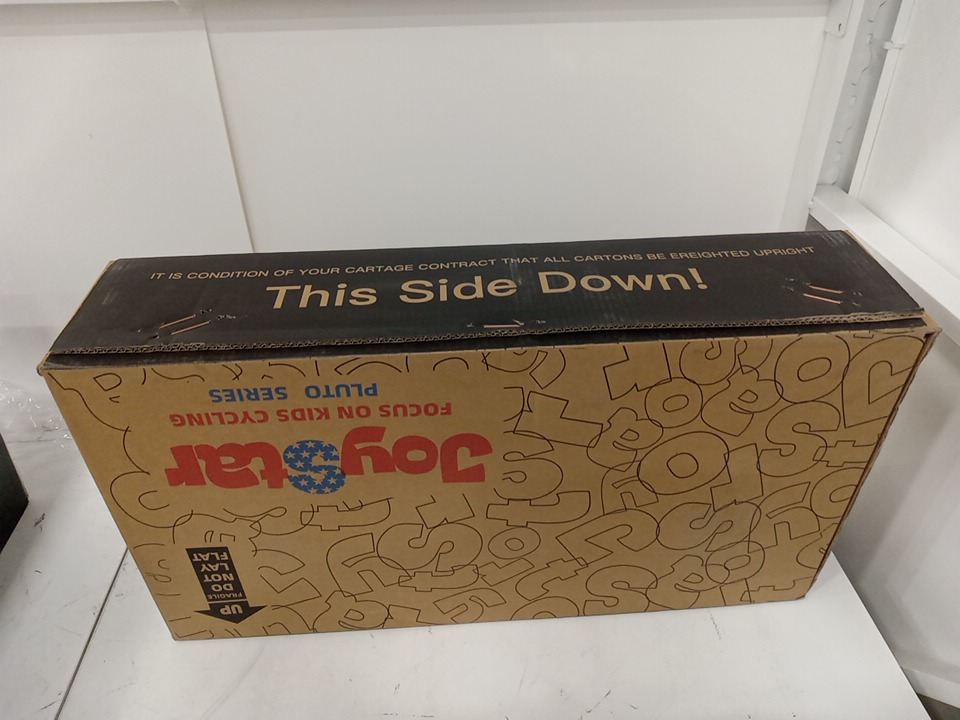 IT IS CONDITION OF YOUR CARTAGE CONTRACT THAT ALL CARTONS BE EREIGHTED UPRIGHT
This Side Down!
JoyStar
FOCUS ON KIDS CYCLING
PLUTO SERIES
UP
FRAGILE
DO
NOT
LAY
FLAT